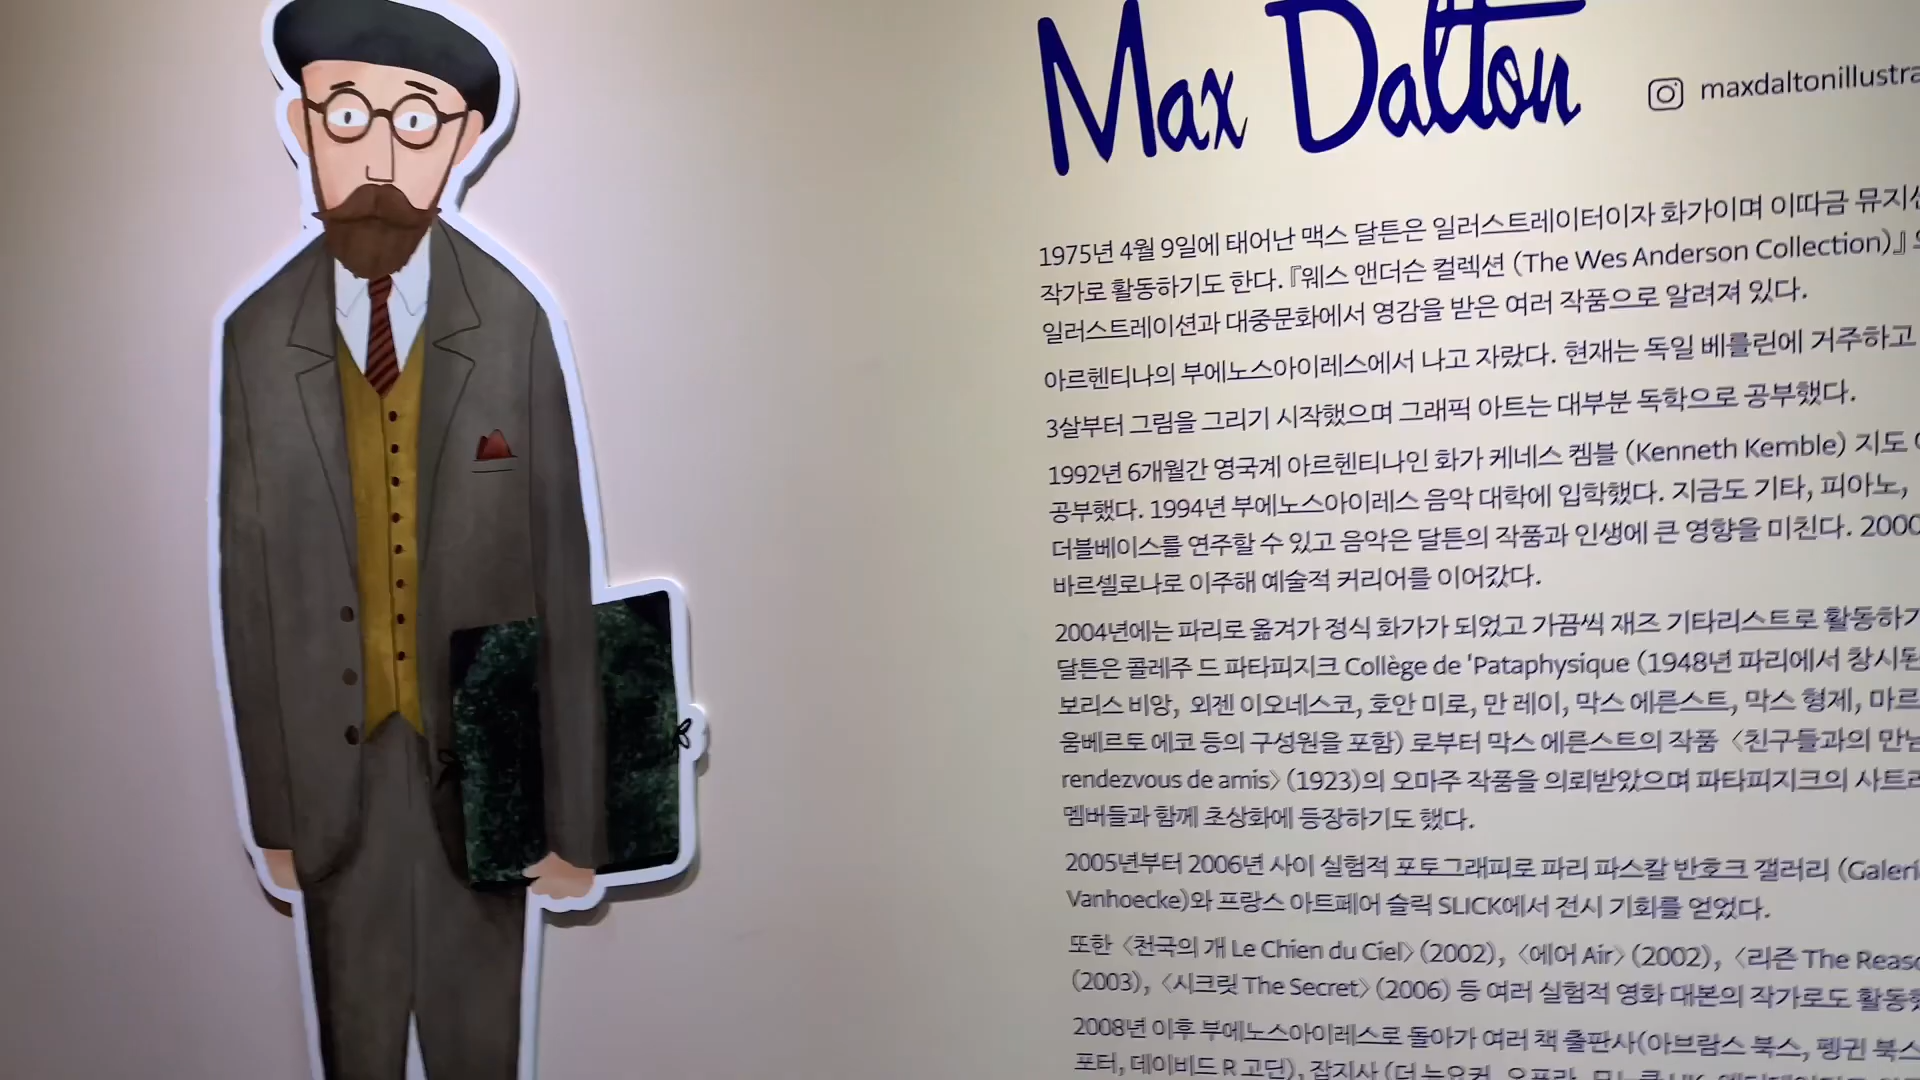 Max Dalton
maxdaltonillustra
1975년 4월 9일에 태어난 맥스 달튼은 일러스트레이터이자 화가이며 이따금 뮤지션
작가로 활동하기도 한다. 『웨스 앤더슨 컬렉션 (The Wes Anderson Collection)』
일러스트레이션과 대중문화에서 영감을 받은 여러 작품으로 알려져 있다.
아르헨티나의 부에노스아이레스에서 나고 자랐다. 현재는 독일 베를린에 거주하고
3살부터 그림을 그리기 시작했으며 그래픽 아트는 대부분 독학으로 공부했다.
1992년 6개월간 영국계 아르헨티나인 화가 케네스 켐블 (Kenneth Kemble) 지도
공부했다. 1994년 부에노스아이레스 음악 대학에 입학했다. 지금도 기타, 피아노,
더블베이스를 연주할 수 있고 음악은 달튼의 작품과 인생에 큰 영향을 미친다. 2000
바르셀로나로 이주해 예술적 커리어를 이어갔다.
2004년에는 파리로 옮겨가 정식 화가가 되었고 가끔씩 재즈 기타리스트로 활동하기
달튼은 콜레주 드 파타피지크 Collège de 'Pataphysique (1948년 파리에서 창시된
보리스 비앙, 외젠 이오네스코, 호안 미로, 만 레이, 막스 에른스트, 막스 형제, 마르
움베르토 에코 등의 구성원을 포함) 로부터 막스 에른스트의 작품 〈친구들과의 만남
rendezvous de amis〉 (1923)의 오마주 작품을 의뢰받았으며 파타피지크의 사트라
멤버들과 함께 초상화에 등장하기도 했다.
2005년부터 2006년 사이 실험적 포토그래피로 파리 파스칼 반호크 갤러리 (Galeri
Vanhoecke)와 프랑스 아트페어 슬릭 SLICK에서 전시 기회를 얻었다.
또한 〈천국의 개 Le Chien du Ciel〉 (2002), 〈에어 Air〉 (2002), 〈리즌 The Reaso
(2003), 〈시크릿 The Secret〉 (2006) 등 여러 실험적 영화 대본의 작가로도 활동했
2008년 이후 부에노스아이레스로 돌아가 여러 책 출판사(아브람스 북스, 펭귄 북스
포터, 데이비드 R 고딘), 잡지사 (더 뉴요커, 오프라,